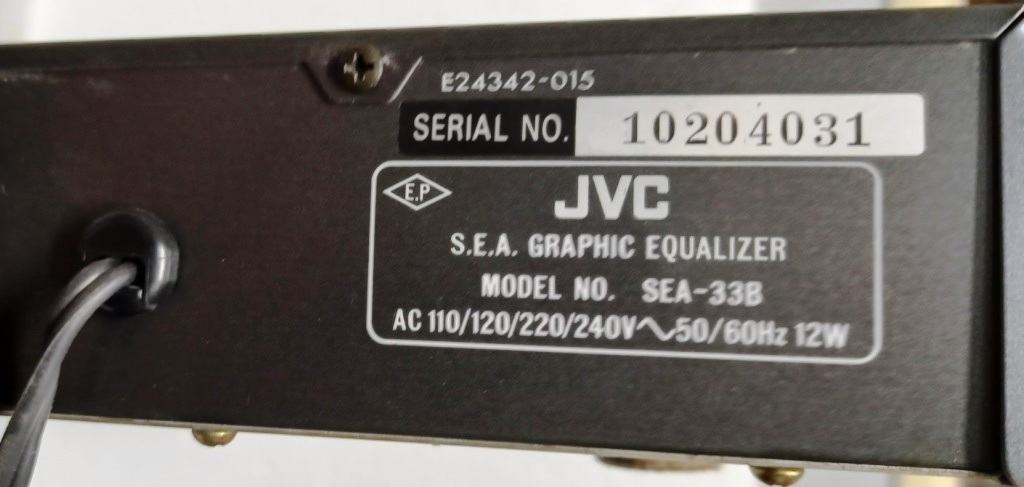 E24342-015
SERIAL NO. 10204031
E.P JVC
S.E.A. GRAPHIC EQUALIZER
MODEL NO. SEA-33B
AC 110/120/220/240V∿50/60Hz 12W